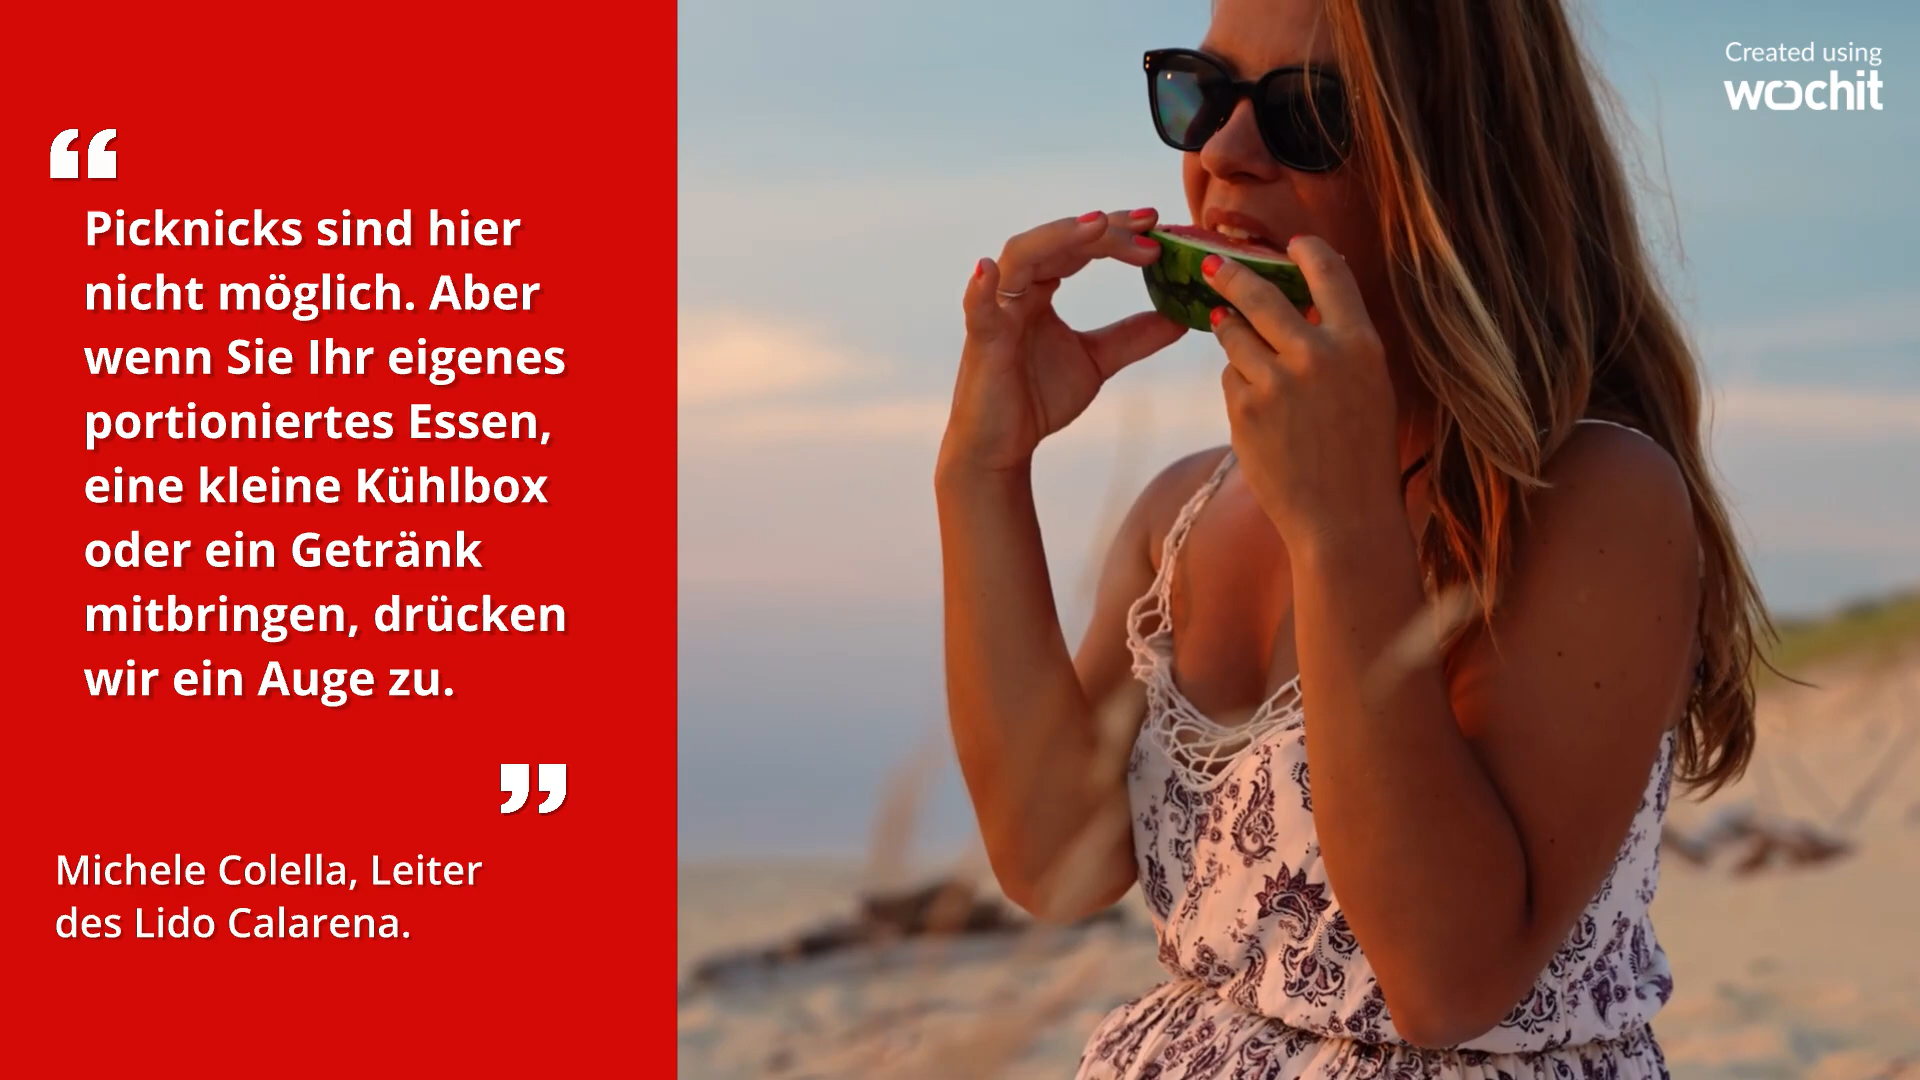 “
Picknicks sind hier
nicht möglich. Aber
wenn Sie Ihr eigenes
portioniertes Essen,
eine kleine Kühlbox
oder ein Getränk
mitbringen, drücken
wir ein Auge zu.
”
Michele Colella, Leiter
des Lido Calarena.
Created using
wochit